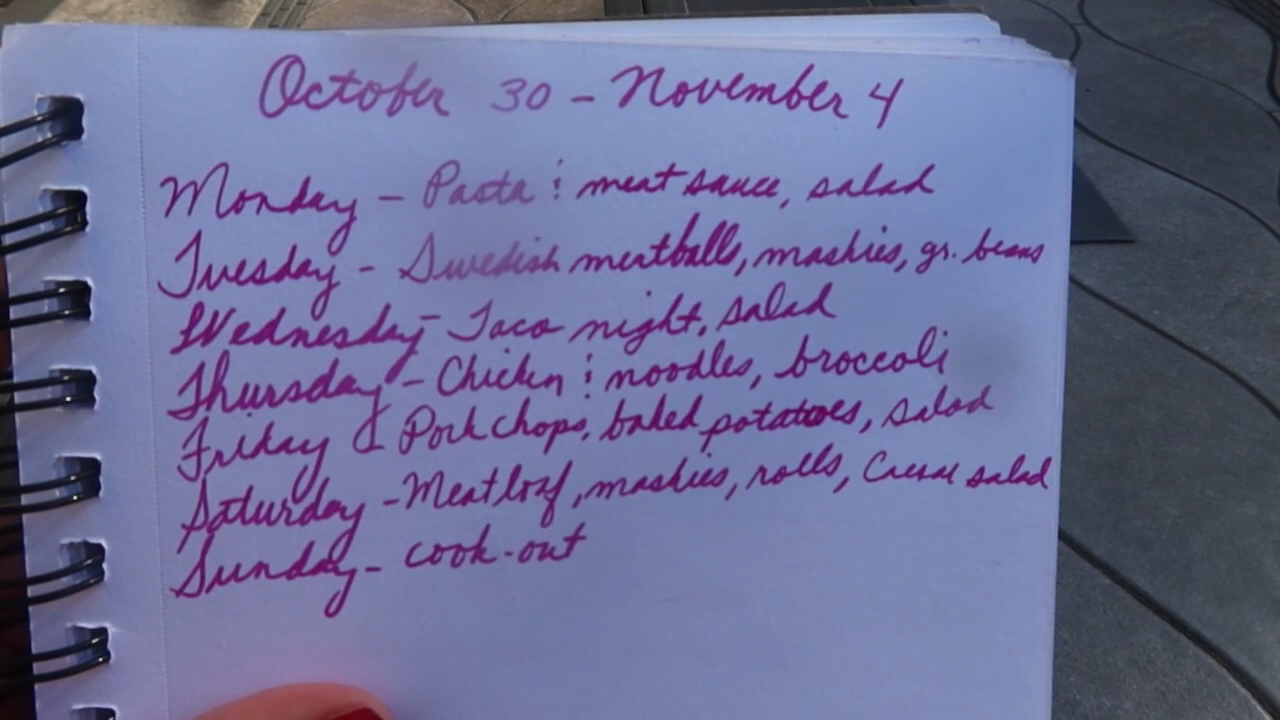 October 30 - November 4
Monday - Pasta & meat sauce, salad
Tuesday - Swedish meatballs, mashies, gr. beans
Wednesday - Taco night, salad
Thursday - Chicken & noodles, broccoli
Friday - Pork chops, baked potatoes, salad
Saturday - Meatloaf, mashies, rolls, Caesar salad
Sunday - cook-out